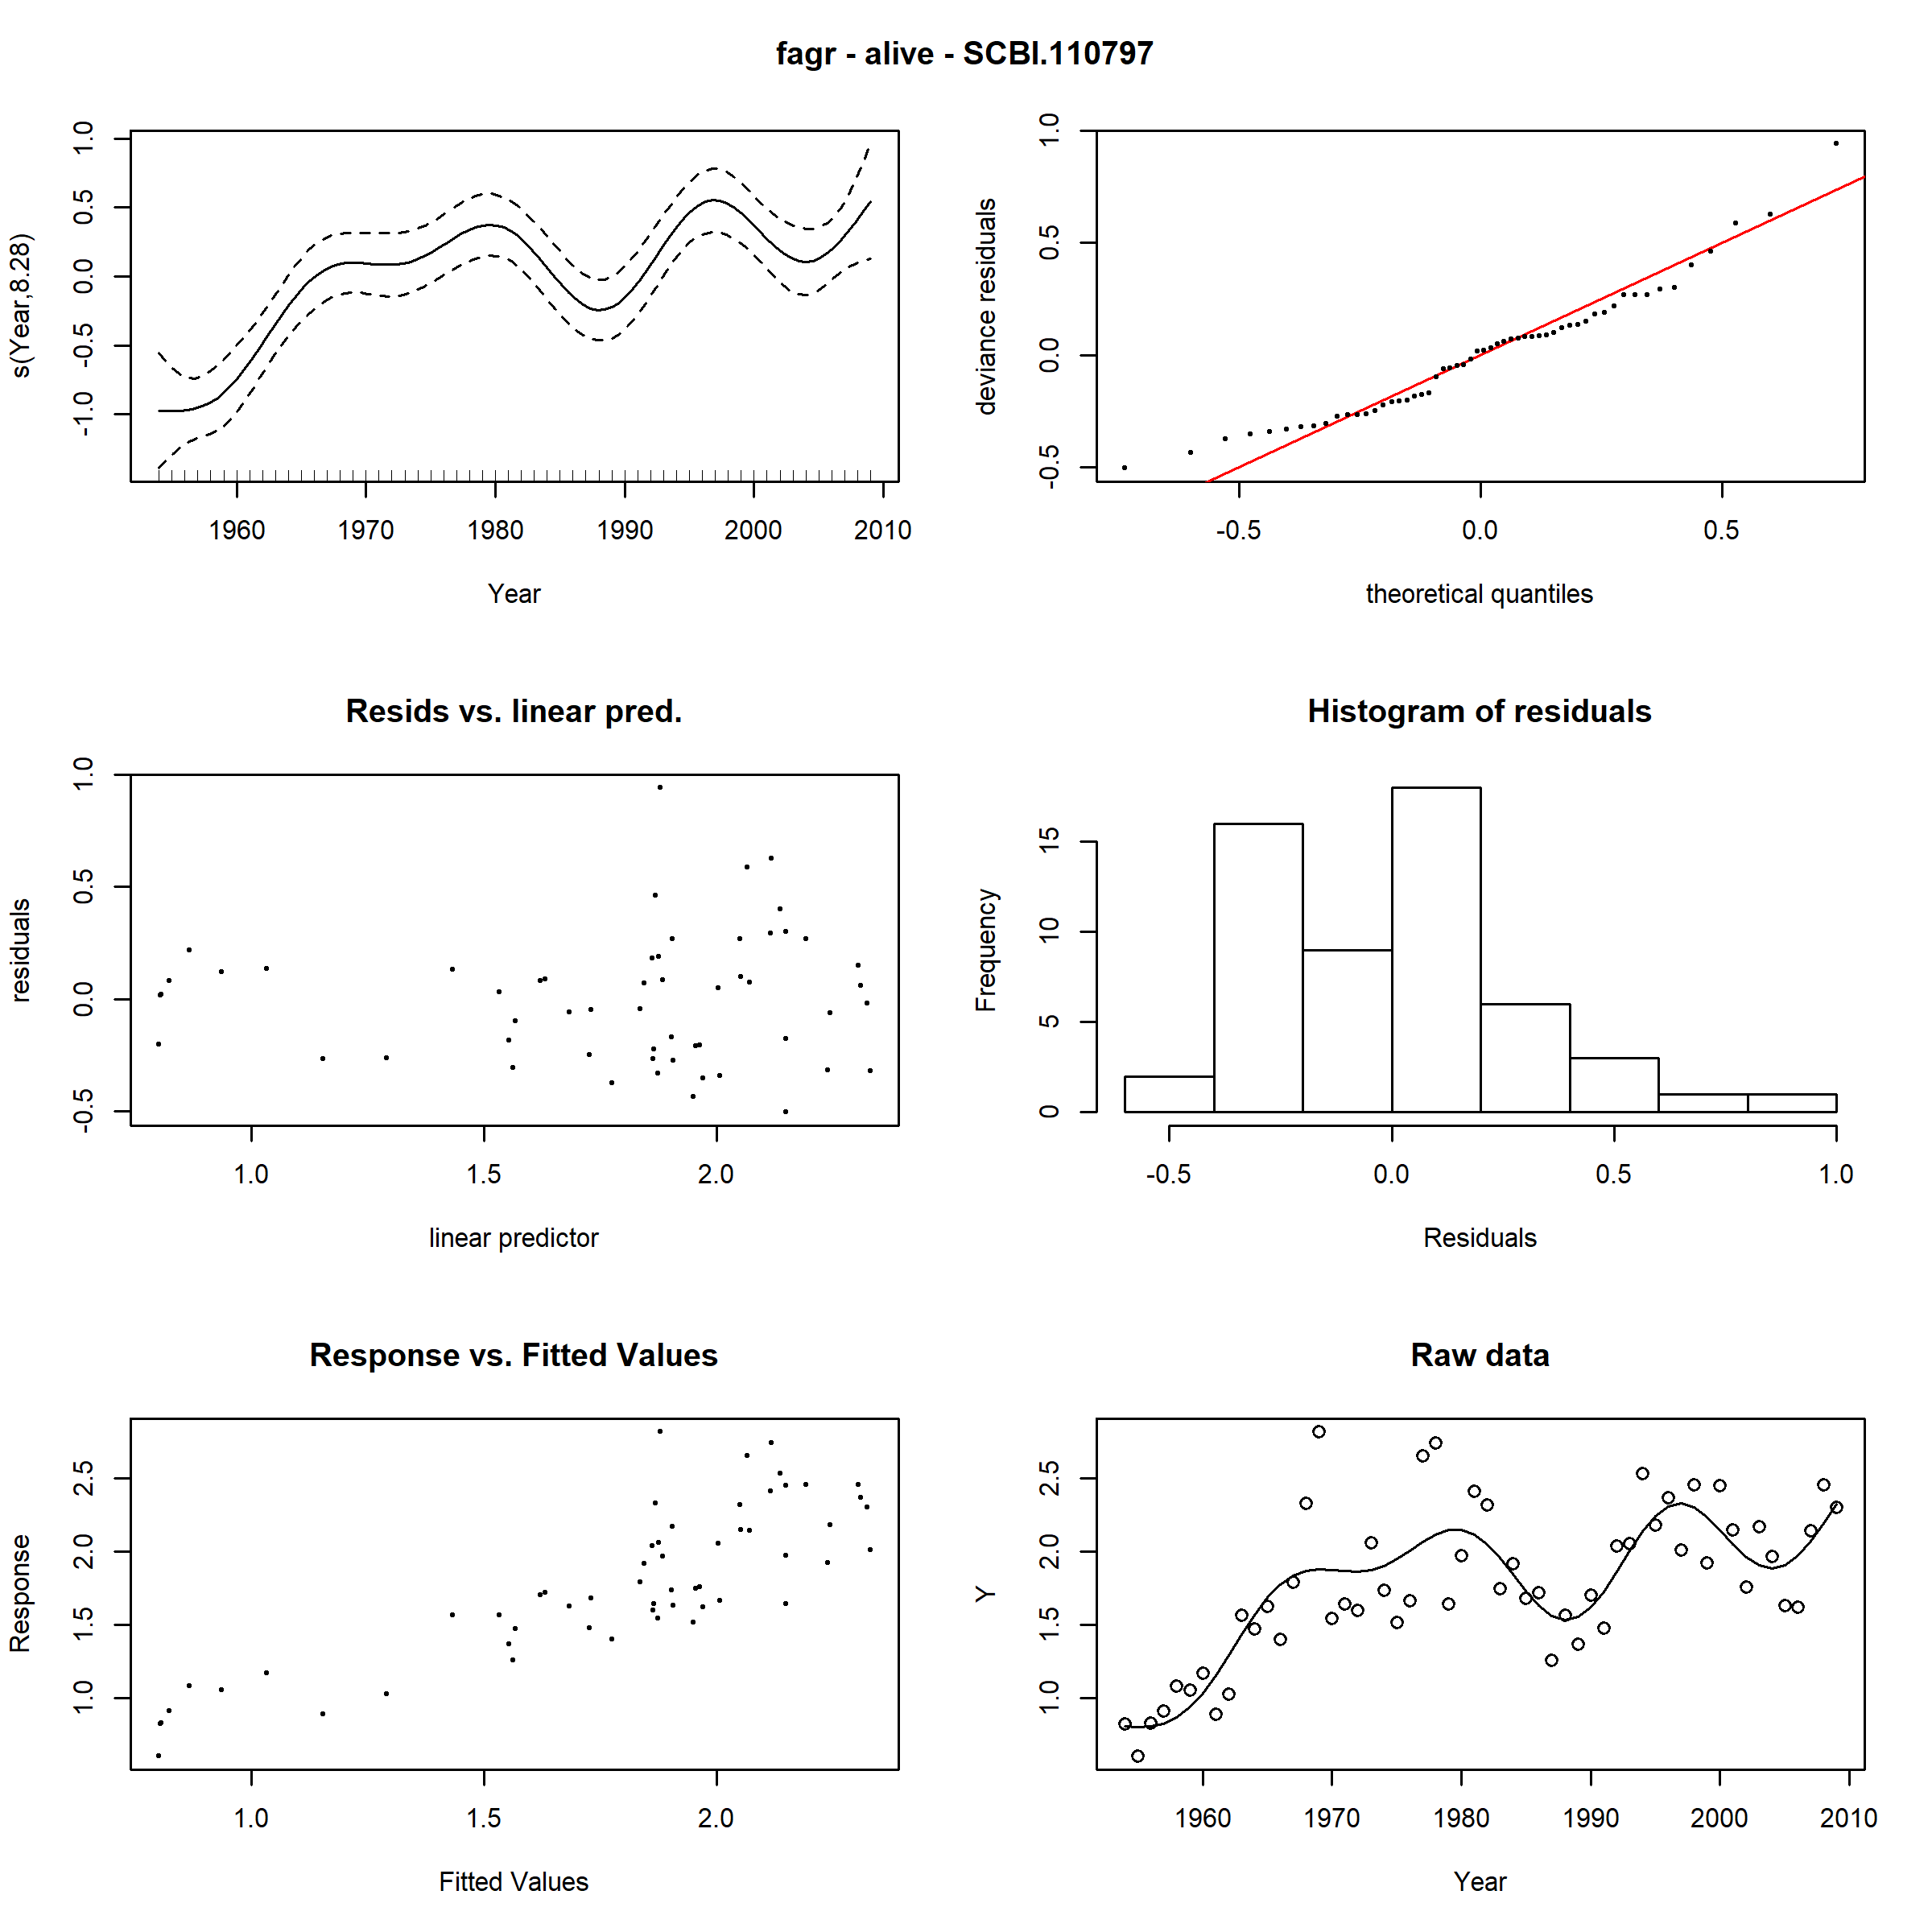 fagr - alive - SCBI.110797
s(Year,8.28)
1.0
0.5
0.0
-0.5
-1.0
1960 1970 1980 1990 2000 2010
Year
deviance residuals
1.0
0.5
0.0
-0.5
-0.5 0.0 0.5
theoretical quantiles
Resids vs. linear pred.
residuals
1.0
0.5
0.0
-0.5
1.0 1.5 2.0
linear predictor
Histogram of residuals
Frequency
15
10
5
0
-0.5 0.0 0.5 1.0
Residuals
Response vs. Fitted Values
Response
2.5
2.0
1.5
1.0
1.0 1.5 2.0
Fitted Values
Raw data
Y
2.5
2.0
1.5
1.0
1960 1970 1980 1990 2000 2010
Year